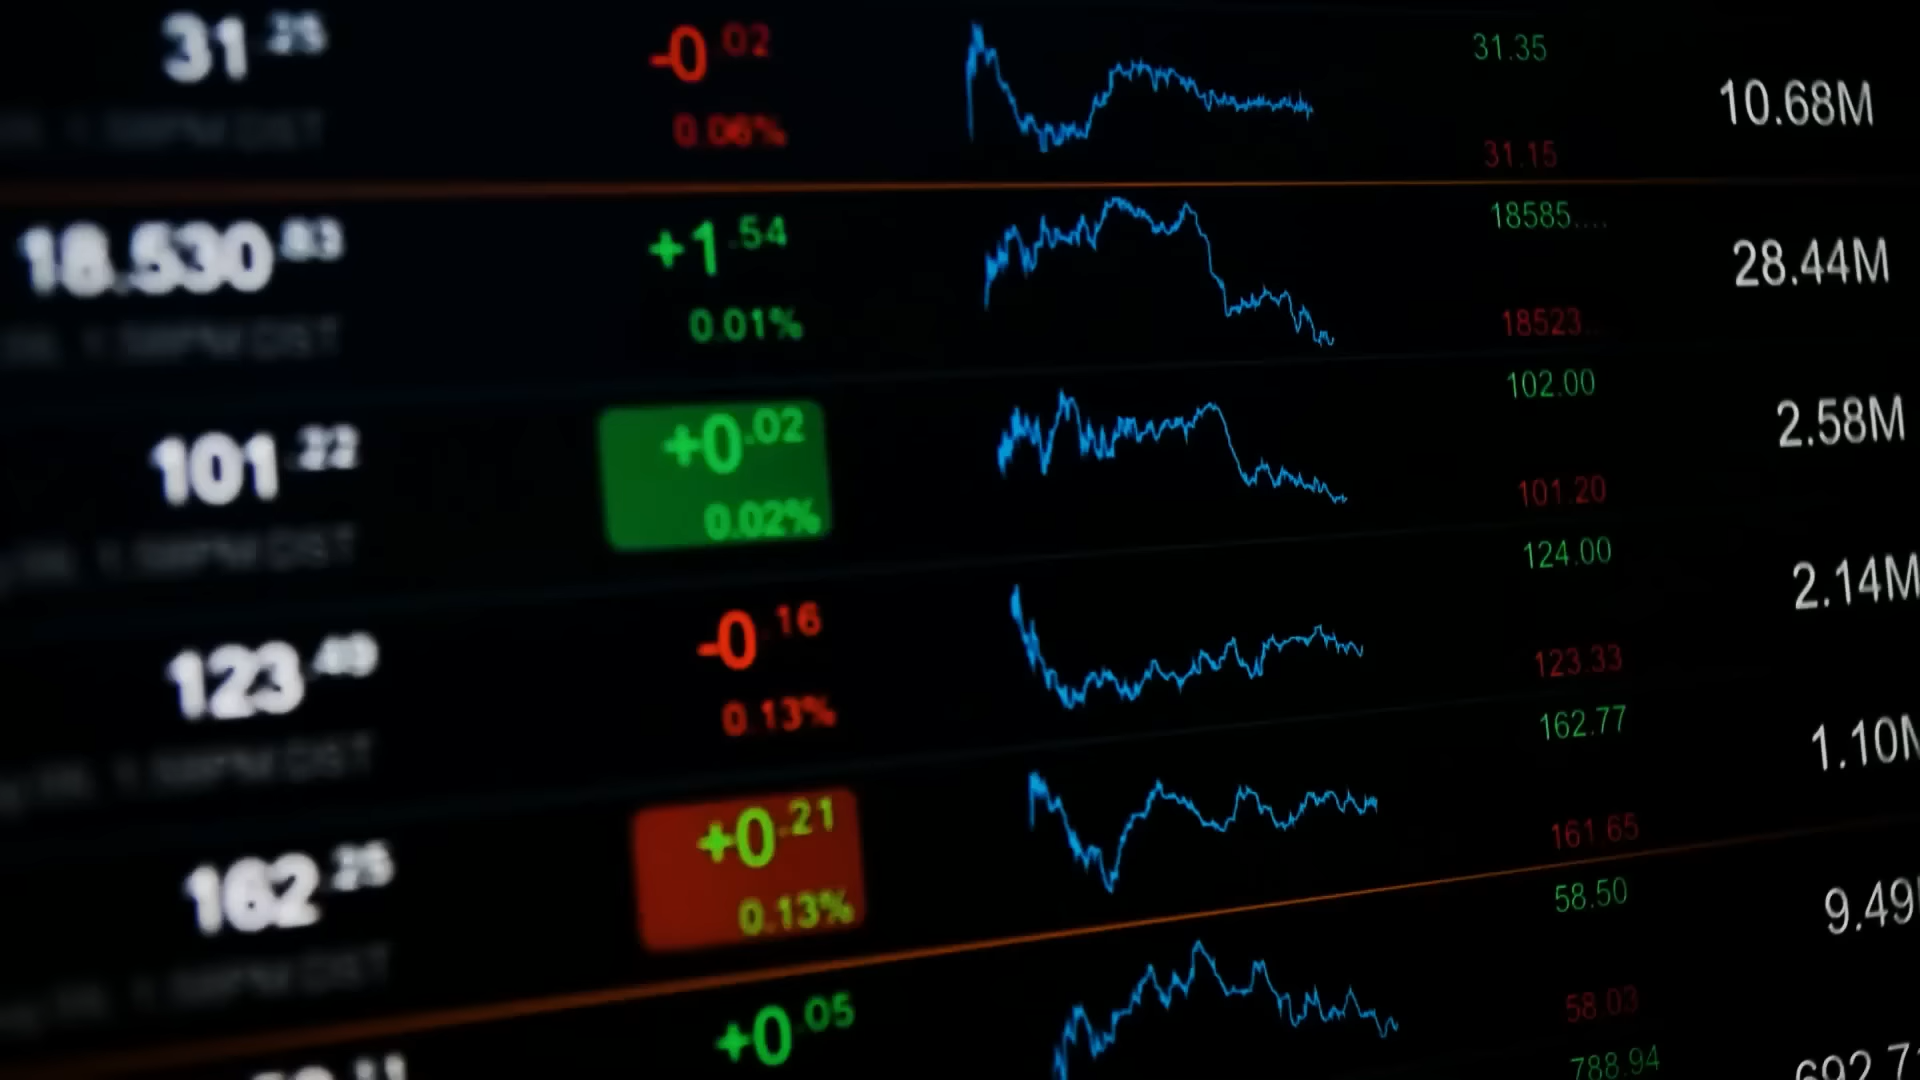 31.25 -0.02 31.35
0.06% 31.15 10.68M
18.530.83 +1.54 18585.... 28.44M
0.01% 18523..
101.22 +0.02 102.00 2.58M
0.02% 101.20
123.49 -0.16 124.00 2.14M
0.13% 123.33
162.25 +0.21 162.77 1.10M
0.13% 161.65
+0.05 58.50 9.49
58.03
788.94